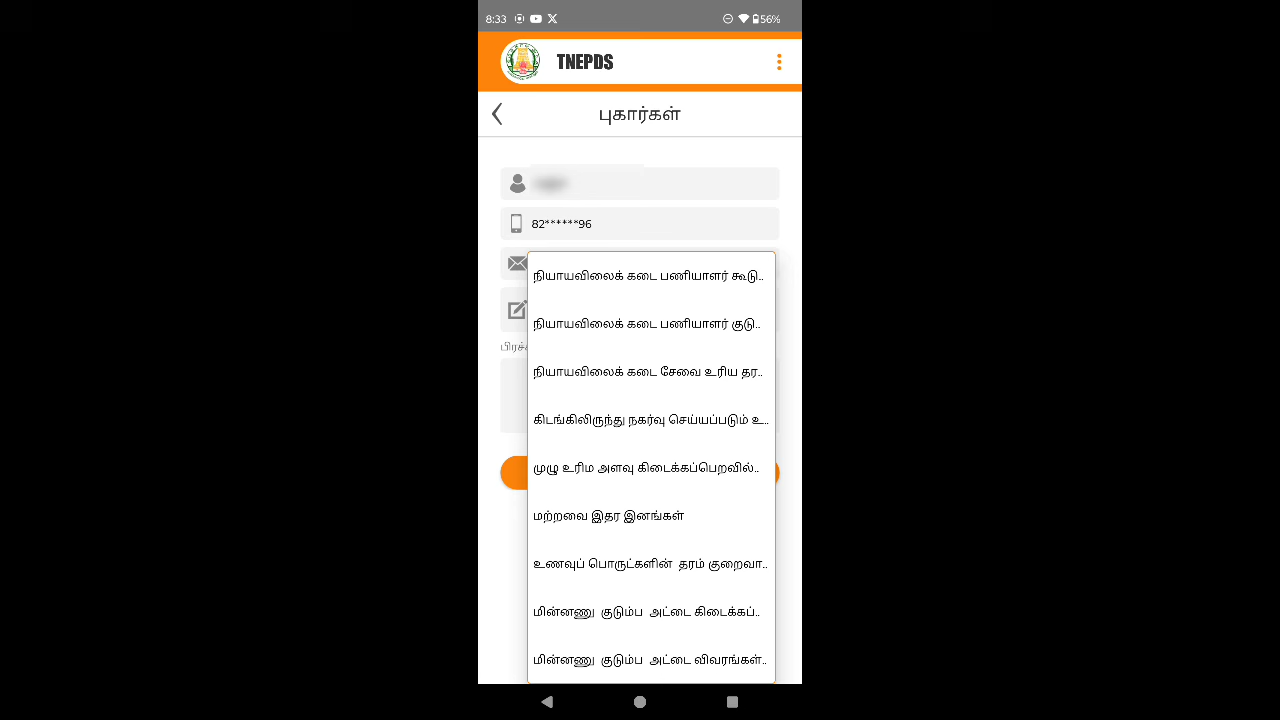 8:33
56%
TNEPDS
புகார்கள்
82******96
நியாயவிலைக் கடை பணியாளர் கூடு..
நியாயவிலைக் கடை பணியாளர் குடு..
பிரச்
நியாயவிலைக் கடை சேவை உரிய தர..
கிடங்கிலிருந்து நகர்வு செய்யப்படும் உ..
முழு உரிம அளவு கிடைக்கப்பெறவில்..
மற்றவை இதர இனங்கள்
உணவுப் பொருட்களின் தரம் குறைவா..
மின்னணு குடும்ப அட்டை கிடைக்கப்..
மின்னணு குடும்ப அட்டை விவரங்கள்..